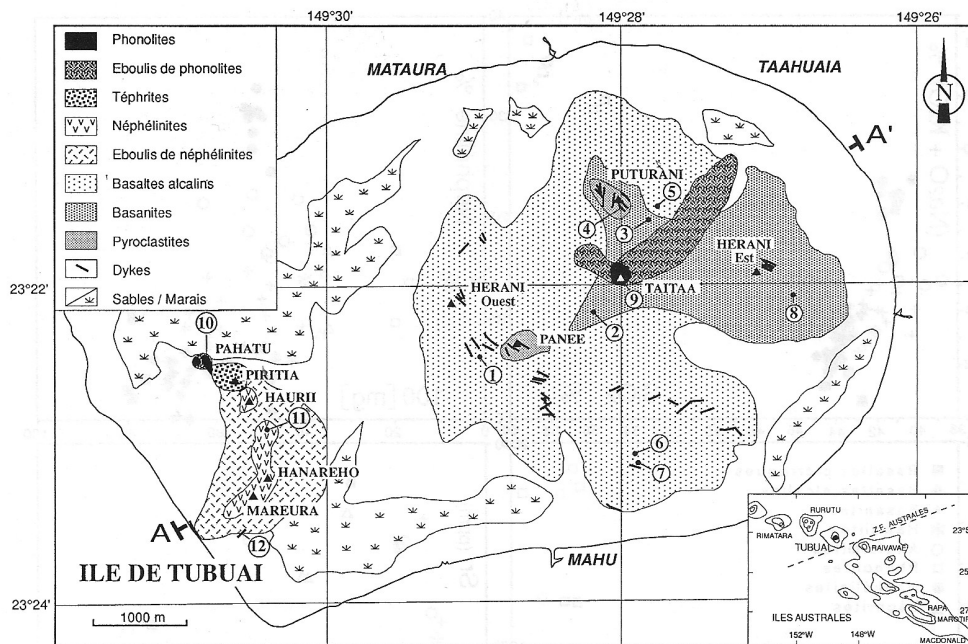 149°30'
149°28'
149°26'
Phonolites
Eboulis de phonolites
Téphrites
Néphélinites
Eboulis de néphélinites
Basaltes alcalins
Basanites
Pyroclastites
Dykes
Sables / Marais
MATAURA
TAAHUAIA
N
A'
PUTURANI
5
4
3
HERANI
Est
TAITAA
9
8
23°22'
HERANI
Ouest
2
PANEE
1
10
PAHATU
PIRITIA
HAURII
11
HANAREHO
MAREURA
6
7
A
12
MAHU
ILE DE TUBUAI
23°24'
1000 m
RURUTU
RIMATARA
TUBUAI
Z.F. AUSTRALES
RAIVAVAE
RAPA
MAROTIRI
MACDONALD
ILES AUSTRALES
152°W
148°W
23°S
25°
27°